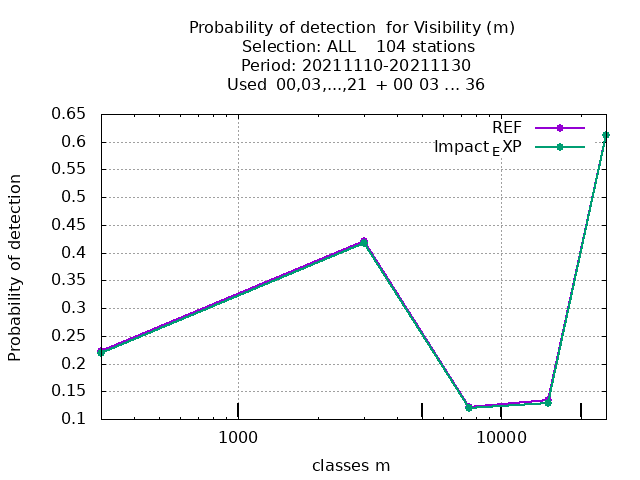 Probability of detection  for Visibility (m)
Selection: ALL    104 stations
Period: 20211110-20211130
Used  00,03,...,21  + 00 03 ... 36
REF
Impact_EXP
0.65
0.6
0.55
0.5
0.45
0.4
0.35
0.3
0.25
0.2
0.15
0.1
Probability of detection
1000
10000
classes m